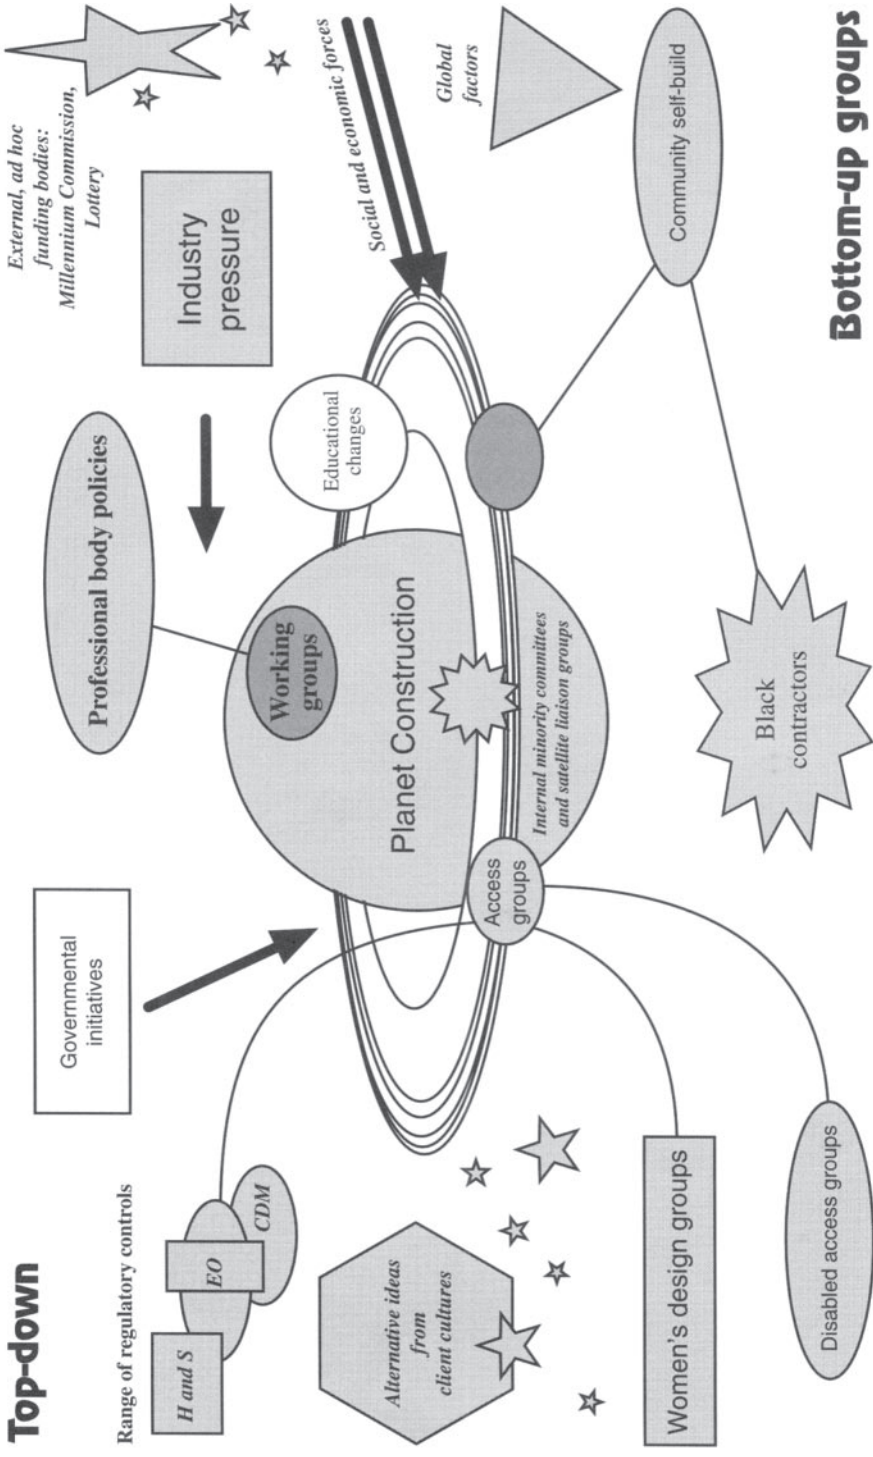 Top-down
Range of regulatory controls
H and S
EO
CDM
Governmental
initiatives
Professional body policies
Industry
pressure
External, ad hoc
funding bodies:
Millennium Commission,
Lottery
Social and economic forces
Global
factors
Educational
changes
Working
groups
Planet Construction
Internal minority committees
and satellite liaison groups
Access
groups
Alternative ideas
from
client cultures
Women's design groups
Disabled access groups
Black
contractors
Community self-build
Bottom-up groups